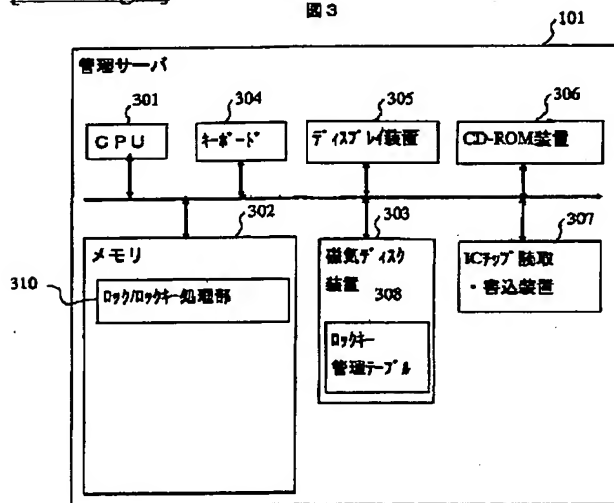 図3
101
管理サーバ
301
304
305
306
CPU
キーボード
ディスプレイ装置
CD-ROM装置
302
303
307
メモリ
磁気ディスク
装置
308
ICチップ読取
・書込装置
310
ロック/ロックキー処理部
ロックキー
管理テーブル